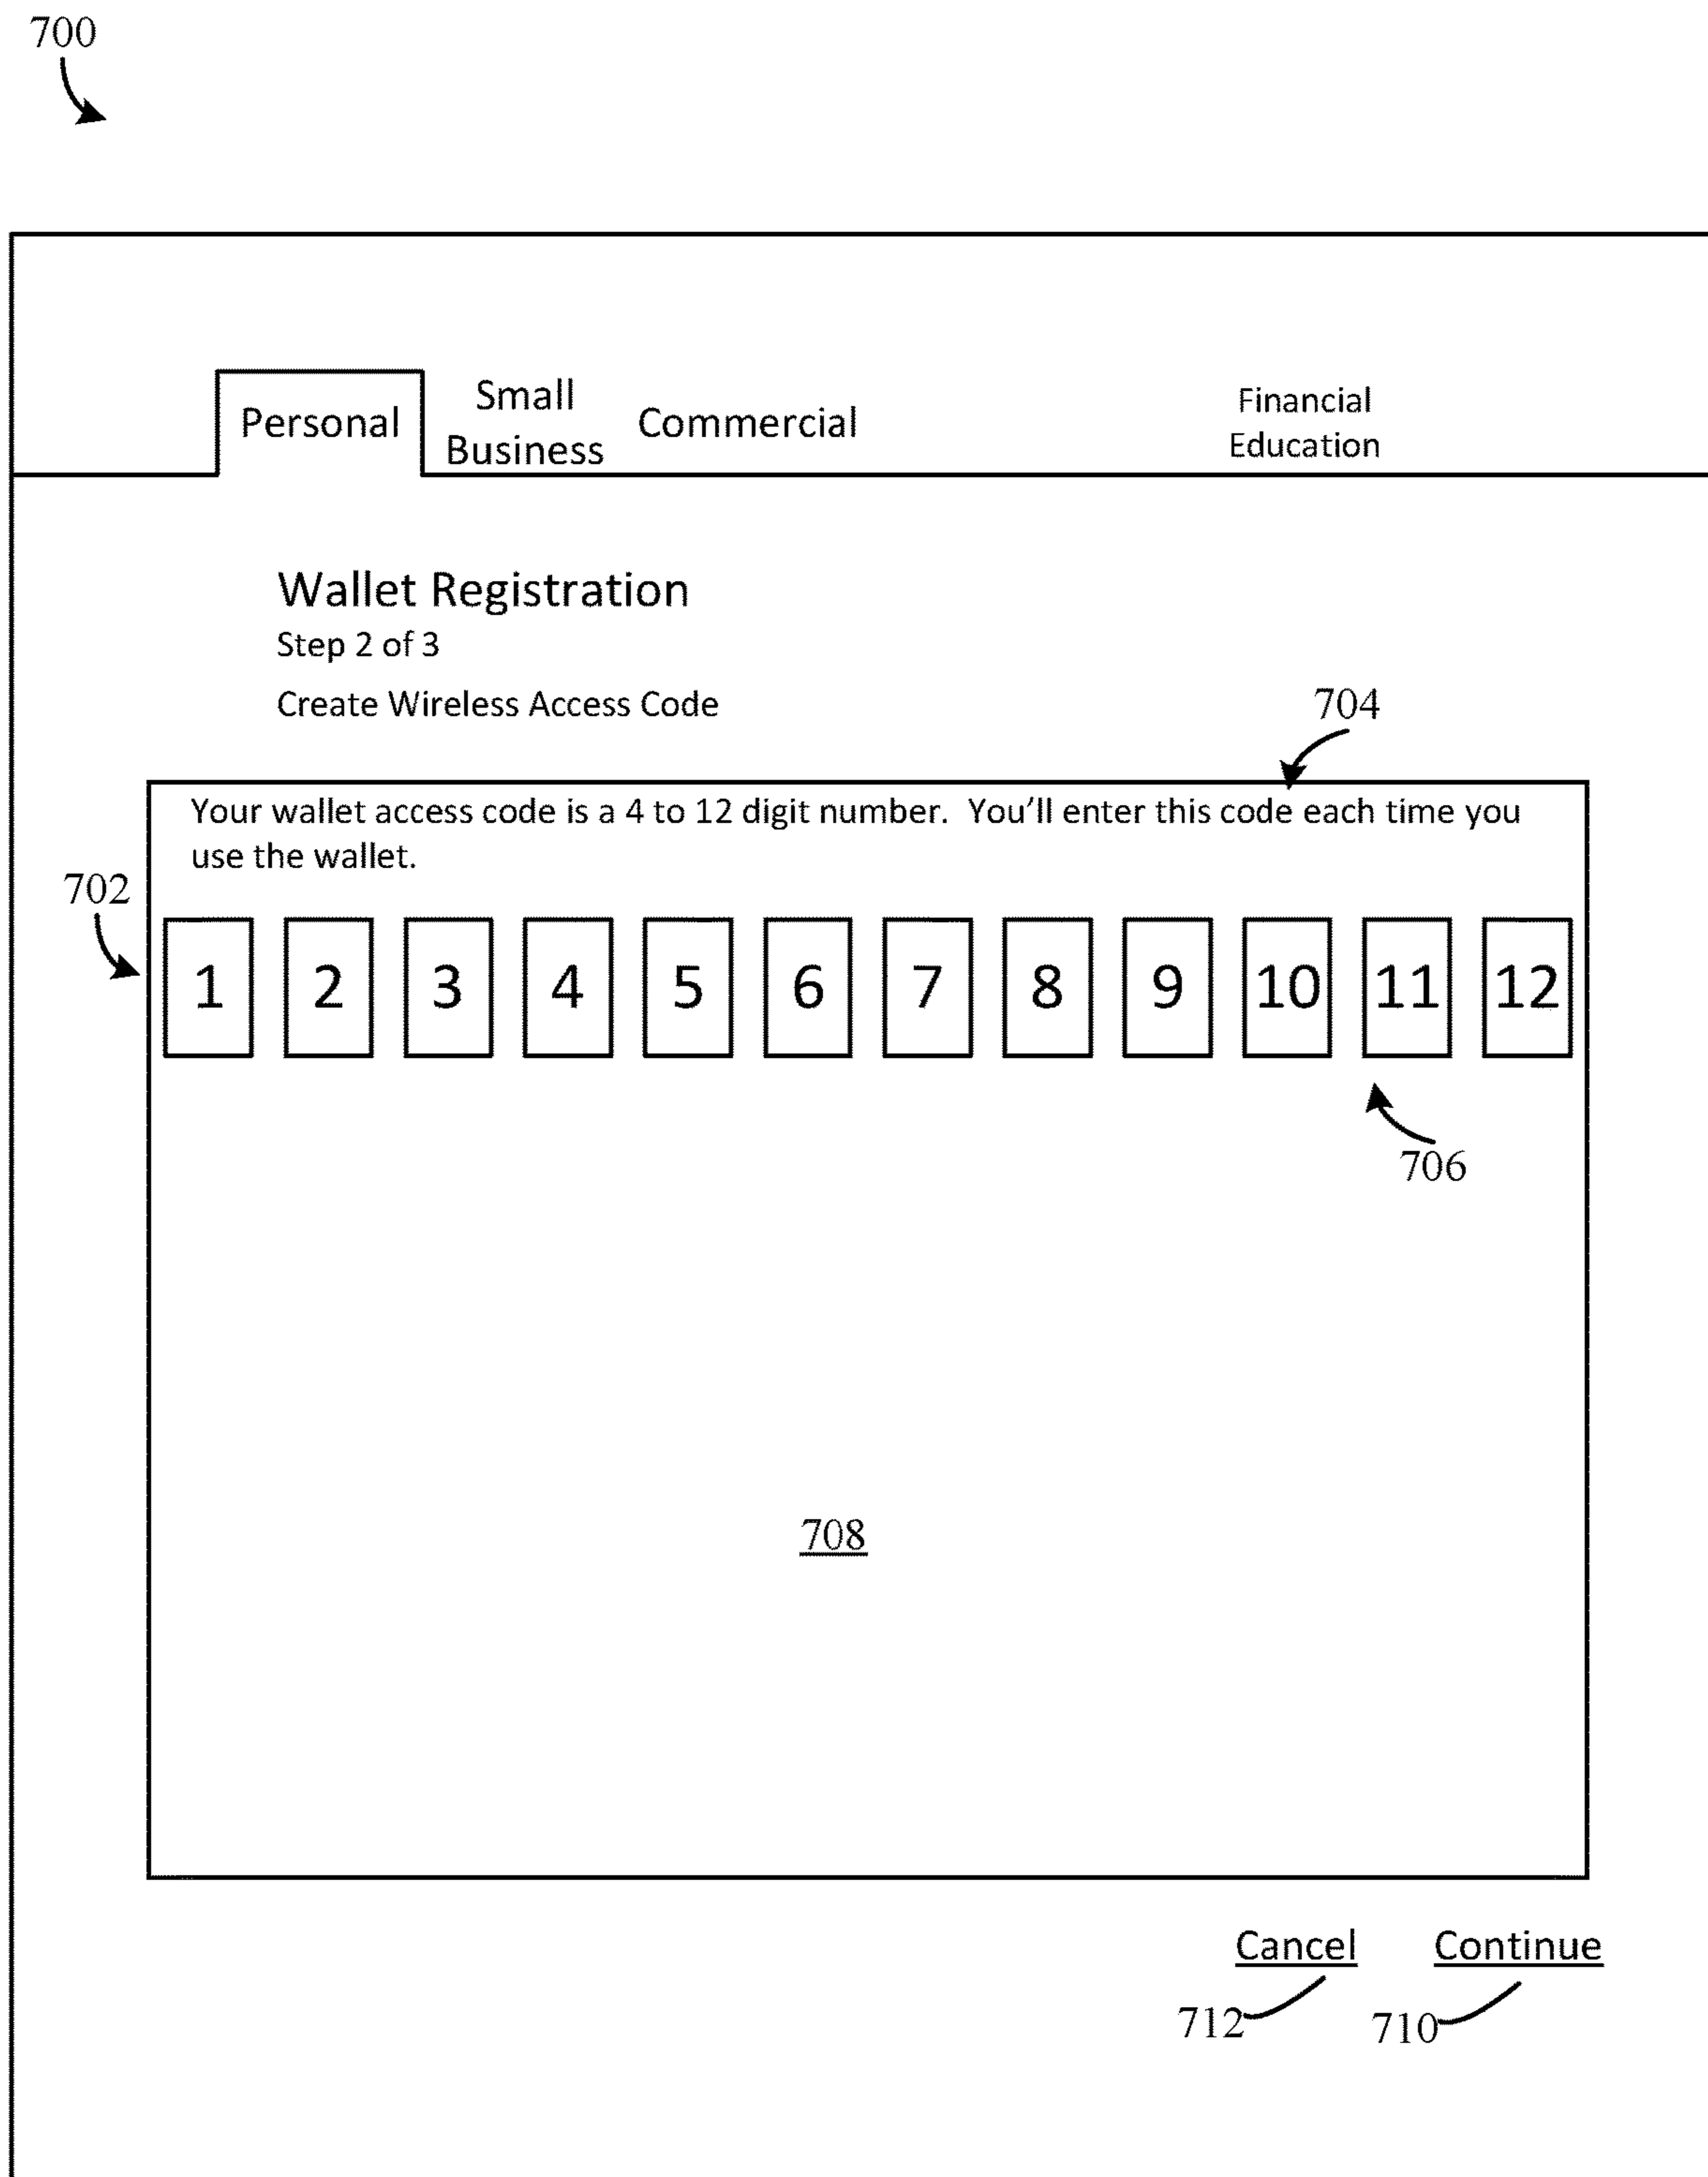 700
Personal
Small
Business
Commercial
Financial
Education
Wallet Registration
Step 2 of 3
Create Wireless Access Code
704
Your wallet access code is a 4 to 12 digit number.  You'll enter this code each time you
use the wallet.
702
1 2 3 4 5 6 7 8 9 10 11 12
706
708
Cancel Continue
712 710